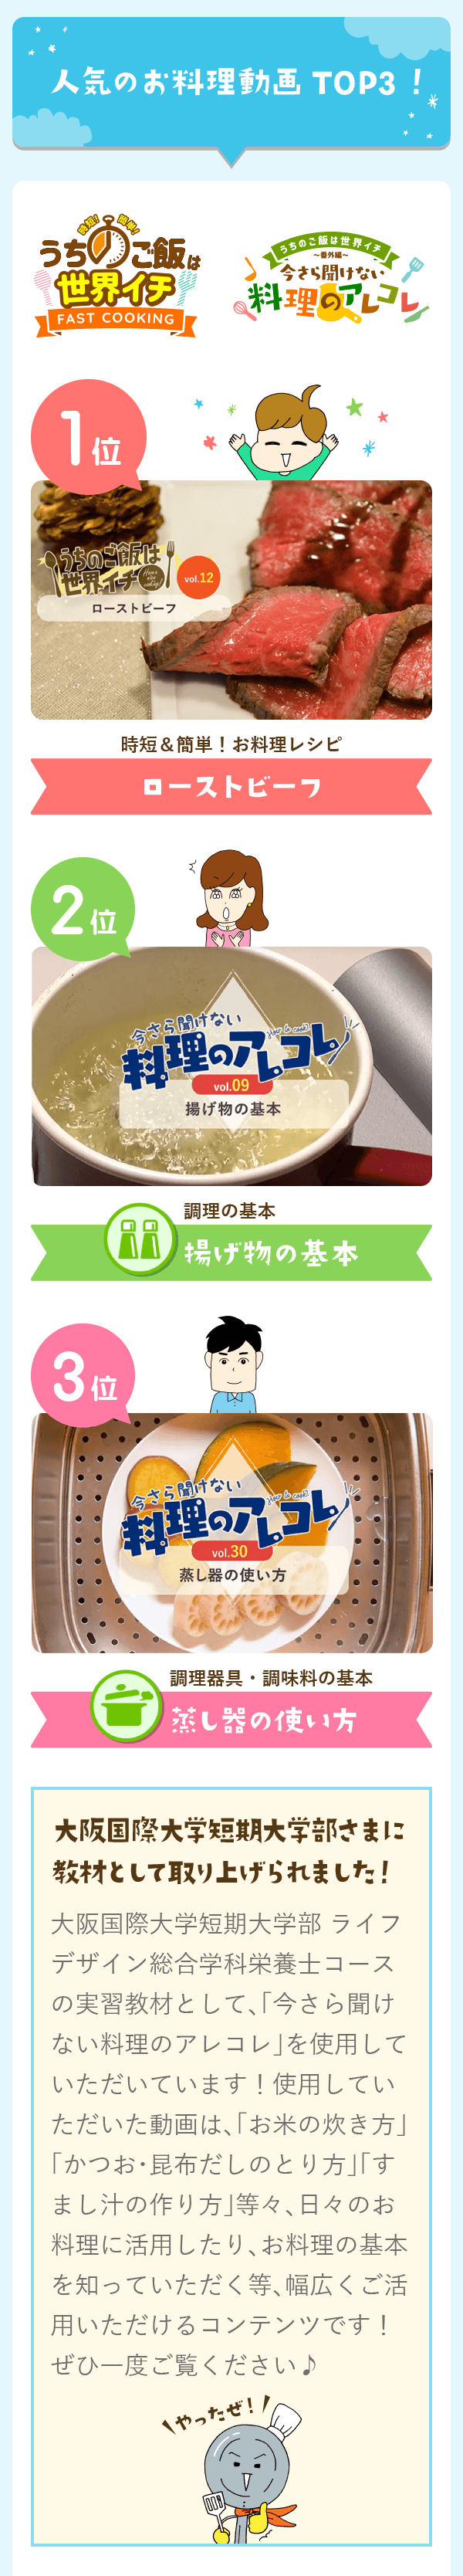 人気のお料理動画 TOP3！
時短！ 簡単！
うちのご飯は
世界イチ
FAST COOKING
うちのご飯は世界イチ
～番外編～
今さら聞けない
料理のアレコレ
1位
うちのご飯は
世界イチ
vol.12
ローストビーフ
時短＆簡単！お料理レシピ
ローストビーフ
2位
今さら聞けない
how to cook!
料理のアレコレ
vol.09
揚げ物の基本
調理の基本
揚げ物の基本
3位
今さら聞けない
how to cook!
料理のアレコレ
vol.30
蒸し器の使い方
調理器具・調味料の基本
蒸し器の使い方
大阪国際大学短期大学部さまに
教材として取り上げられました！
大阪国際大学短期大学部 ライフ
デザイン総合学科栄養士コース
の実習教材として、「今さら聞け
ない料理のアレコレ」を使用して
いただいています！使用してい
ただいた動画は、「お米の炊き方」
「かつお・昆布だしのとり方」「す
まし汁の作り方」等々、日々のお
料理に活用したり、お料理の基本
を知っていただく等、幅広くご活
用いただけるコンテンツです！
ぜひ一度ご覧ください♪
やったぜ！